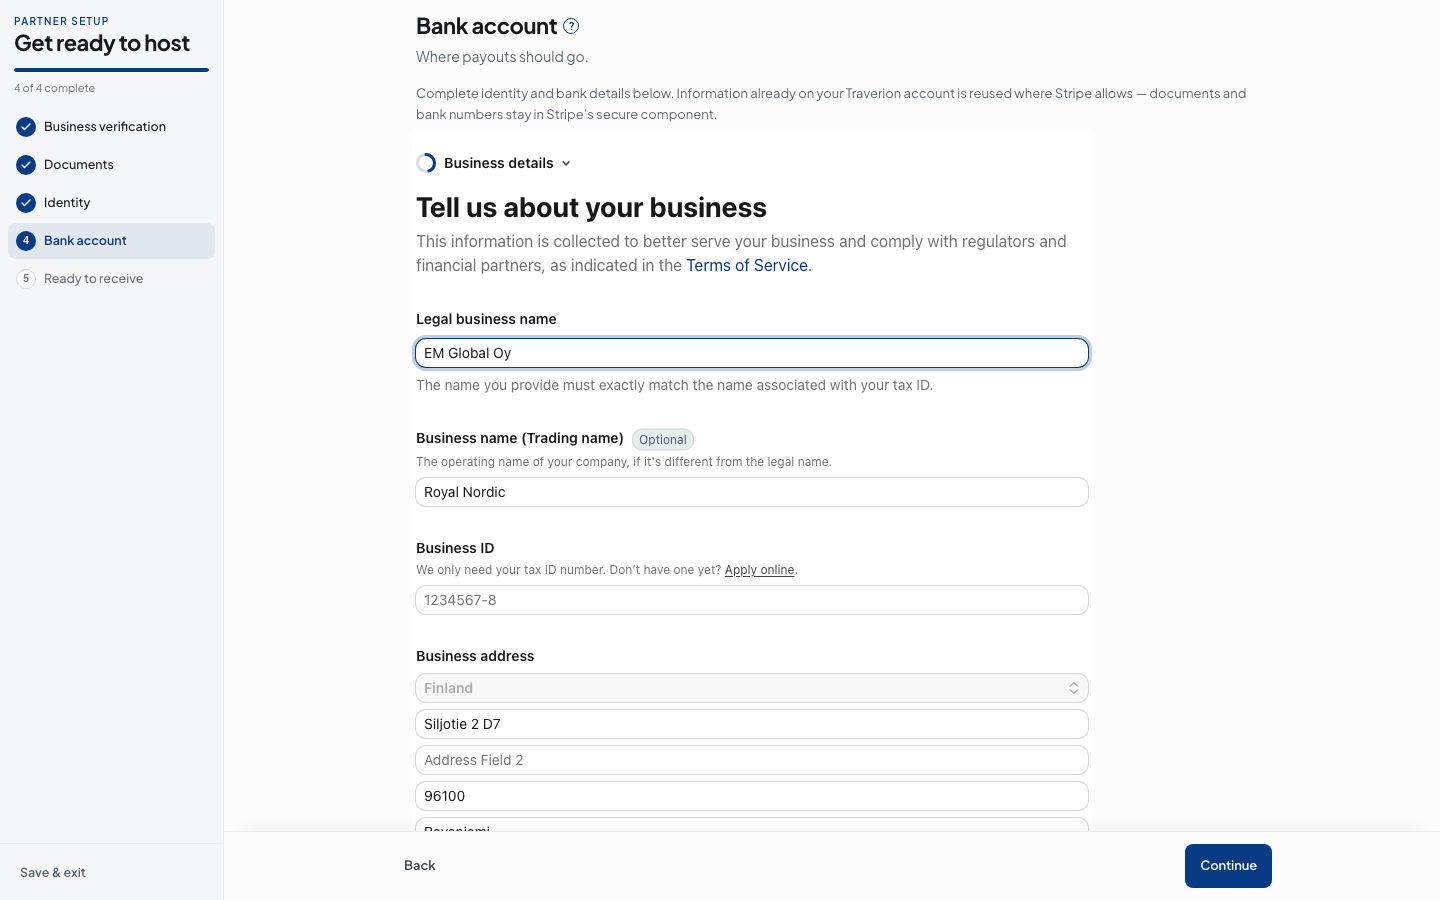 PARTNER SETUP
Get ready to host
4 of 4 complete
Business verification
Documents
Identity
4 Bank account
5 Ready to receive
Save & exit
Bank account ?
Where payouts should go.
Complete identity and bank details below. Information already on your Traverion account is reused where Stripe allows — documents and
bank numbers stay in Stripe's secure component.
Business details
Tell us about your business
This information is collected to better serve your business and comply with regulators and
financial partners, as indicated in the Terms of Service.
Legal business name
EM Global Oy
The name you provide must exactly match the name associated with your tax ID.
Business name (Trading name) Optional
The operating name of your company, if it's different from the legal name.
Royal Nordic
Business ID
We only need your tax ID number. Don't have one yet? Apply online.
1234567-8
Business address
Finland
Siljotie 2 D7
Address Field 2
96100
Rovaniemi
Back
Continue